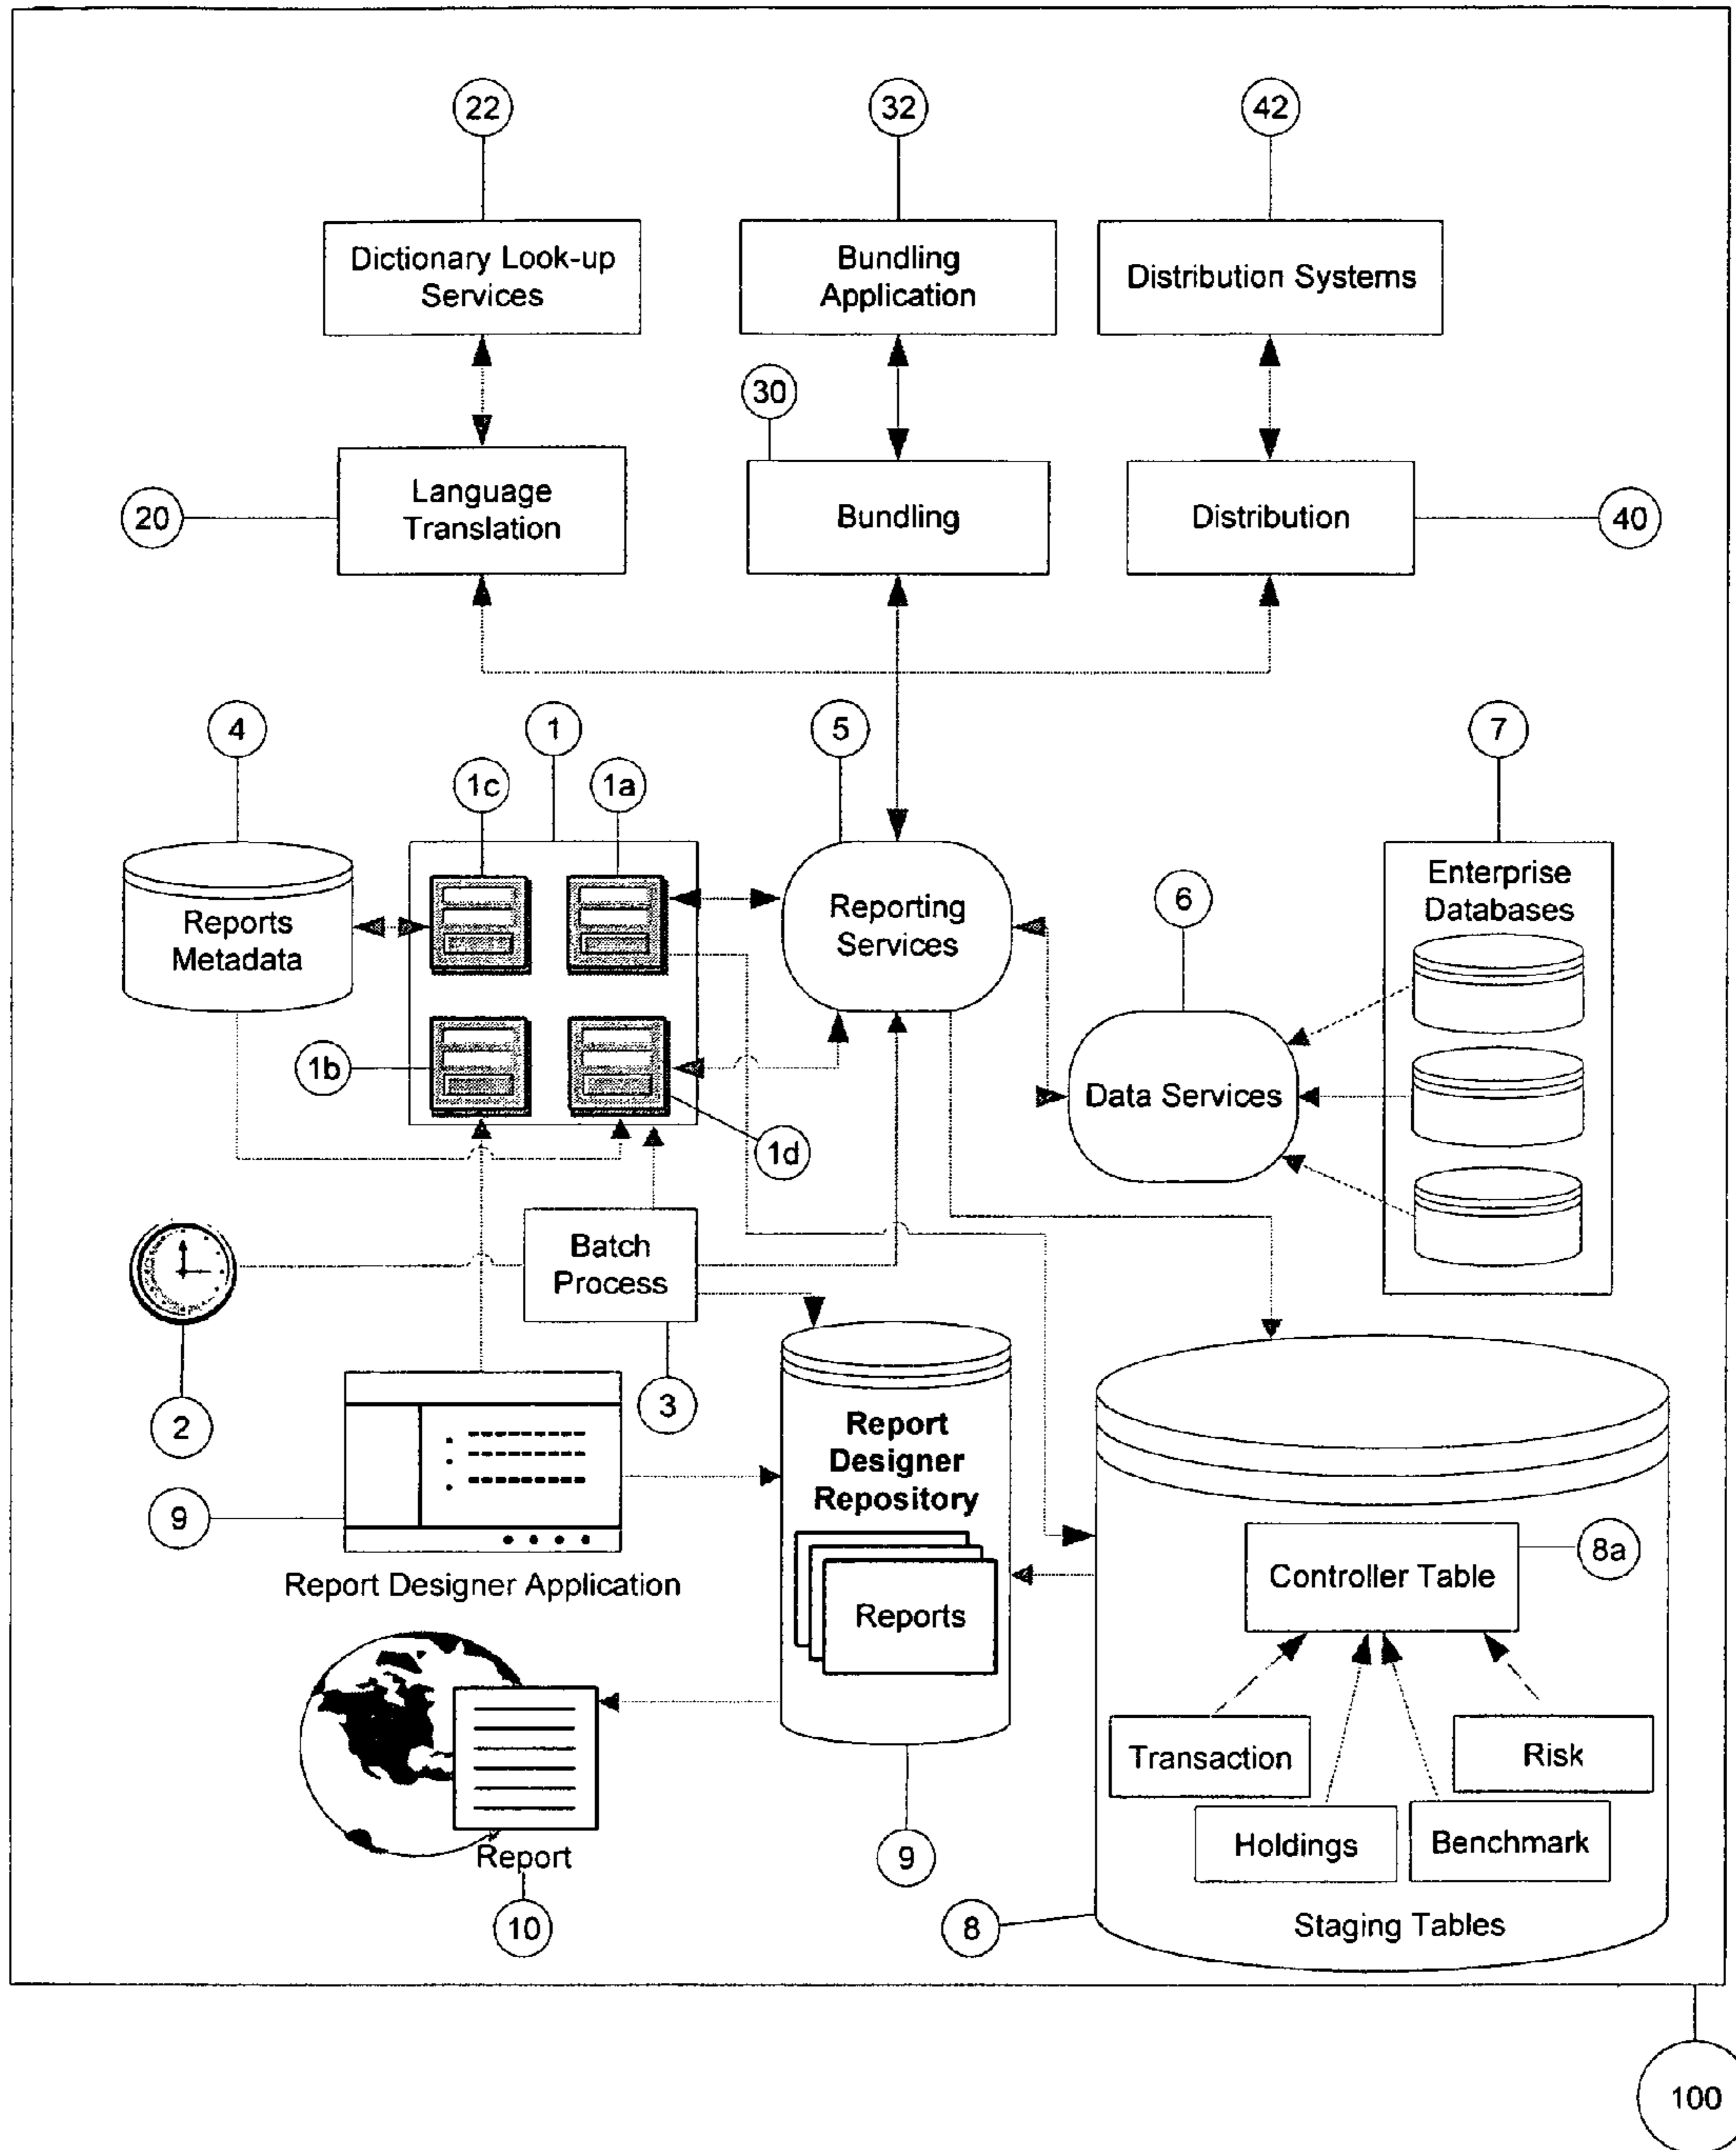 22
32
42
Dictionary Look-up
Services
Bundling
Application
Distribution Systems
30
20
Language
Translation
Bundling
Distribution
40
4
1
5
7
1c
1a
Reports
Metadata
Reporting
Services
6
Enterprise
Databases
1b
1d
Data Services
Batch
Process
2
3
9
Report Designer Application
Report
Designer
Repository
Reports
Controller Table
8a
Transaction
Risk
Holdings
Benchmark
Staging Tables
Report
10
9
8
100